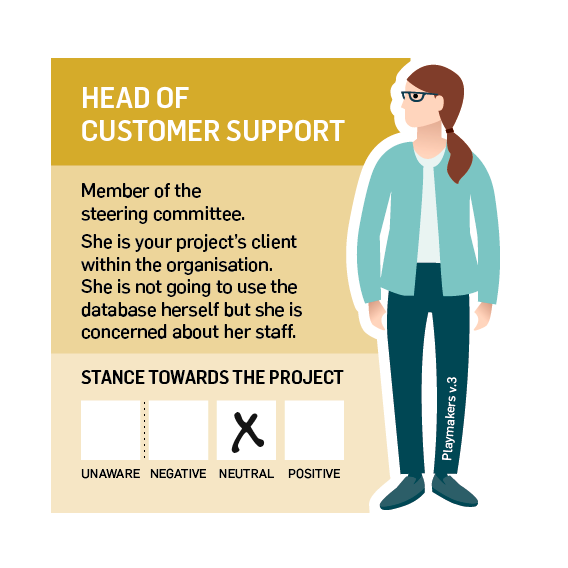 HEAD OF
CUSTOMER SUPPORT
Member of the
steering committee.
She is your project's client
within the organisation.
She is not going to use the
database herself but she is
concerned about her staff.
STANCE TOWARDS THE PROJECT
X
UNAWARE NEGATIVE NEUTRAL POSITIVE
Playmakers v.3